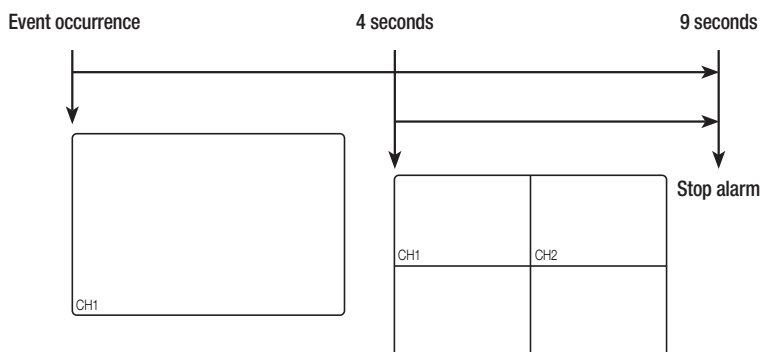 Event occurrence
4 seconds
9 seconds
Stop alarm
CH1
CH2
CH1